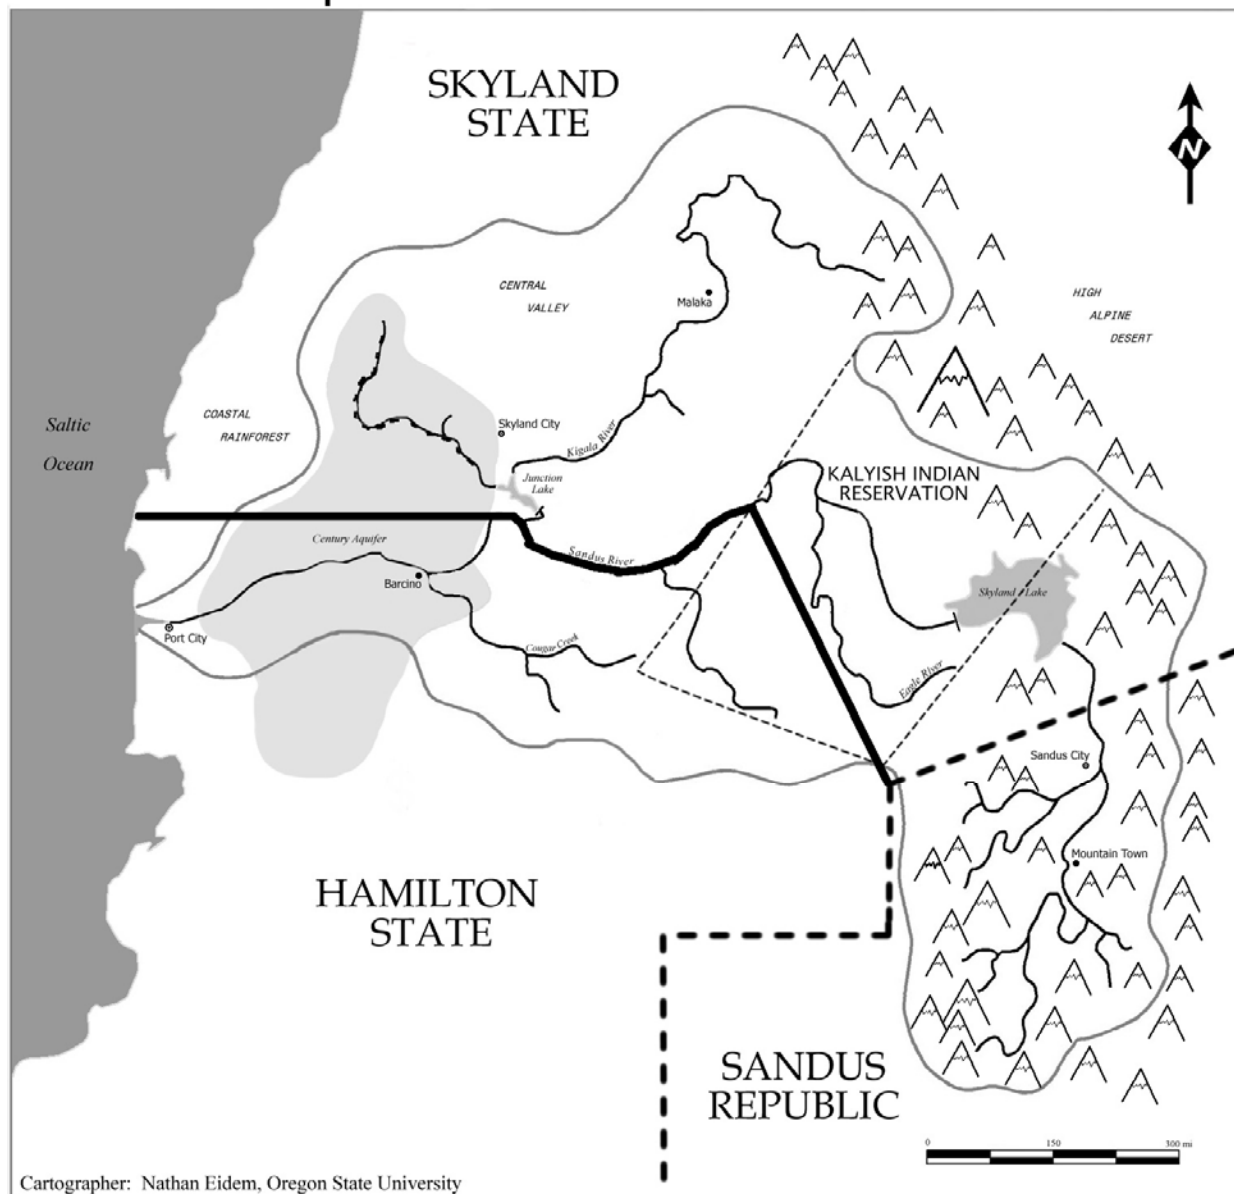 SKYLAND
STATE
N
CENTRAL
VALLEY
Malaka
HIGH
ALPINE
DESERT
COASTAL
RAINFOREST
Saltic
Ocean
Skyland City
Kigala River
Junction
Lake
KALYISH INDIAN
RESERVATION
Century Aquifer
Sandus River
Barcino
Skyland Lake
Port City
Cougar Creek
Eagle River
Sandus City
Mountain Town
HAMILTON
STATE
SANDUS
REPUBLIC
0 150 300 mi
Cartographer: Nathan Eidem, Oregon State University